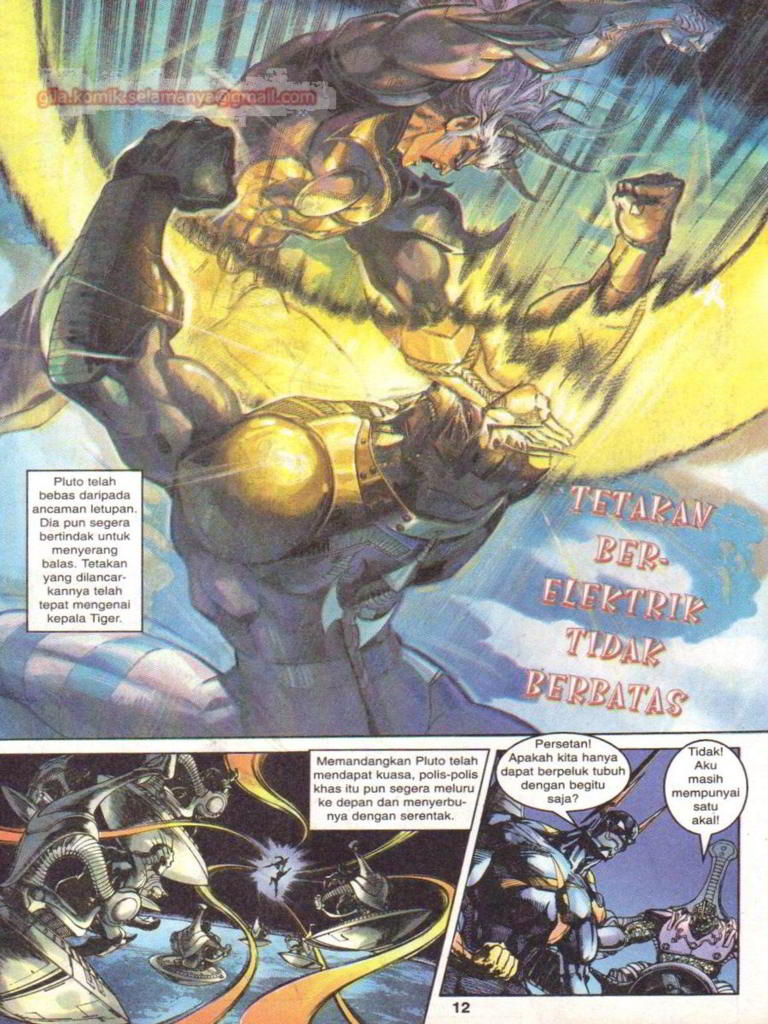 gila.komik.selamanya@gmail.com
Pluto telah
bebas daripada
ancaman letupan.
Dia pun segera
bertindak untuk
menyerang
balas. Tetakan
yang dilancar-
kannya telah
tepat mengenai
kepala Tiger.
TETAKAN
BER-
ELEKTRIK
TIDAK
BERBATAS
Memandangkan Pluto telah
mendapat kuasa, polis-polis
khas itu pun segera meluru
ke depan dan menyerbu-
nya dengan serentak.
Persetan!
Apakah kita hanya
dapat berpeluk tubuh
dengan begitu
saja?
Tidak!
Aku
masih
mempunyai
satu
akal!
12